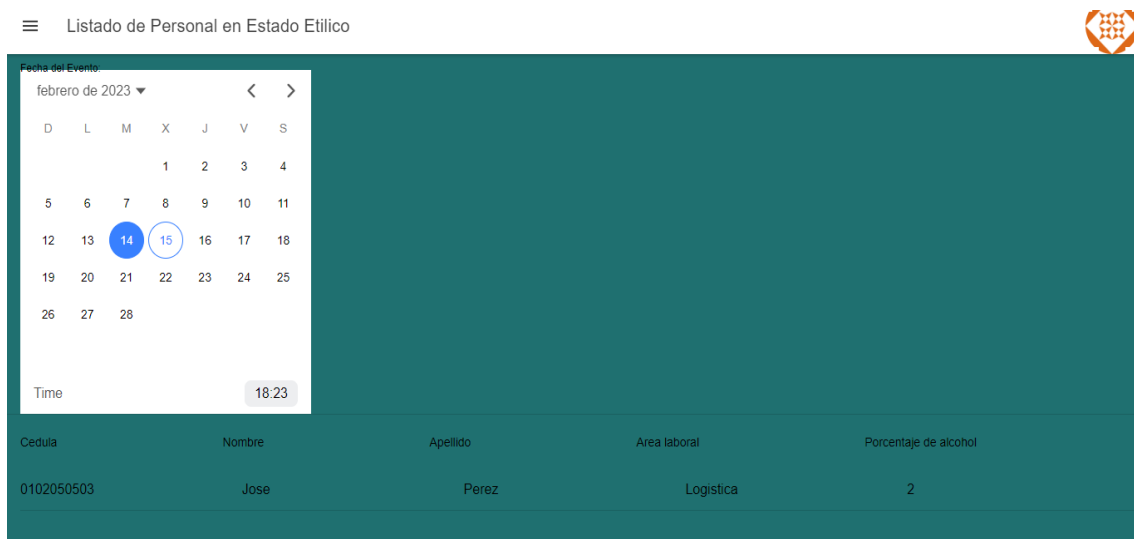 Listado de Personal en Estado Etilico
Fecha del Evento:
febrero de 2023
D L M X J V S
1 2 3 4
5 6 7 8 9 10 11
12 13 14 15 16 17 18
19 20 21 22 23 24 25
26 27 28
Time 18:23
Cedula Nombre Apellido Area laboral Porcentaje de alcohol
0102050503 Jose Perez Logistica 2